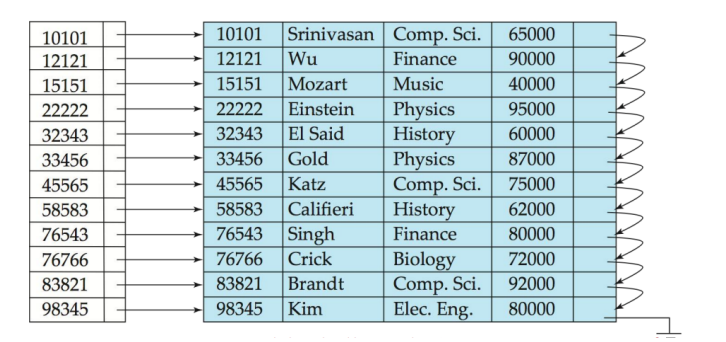 10101 10101 Srinivasan Comp. Sci. 65000
12121 12121 Wu Finance 90000
15151 15151 Mozart Music 40000
22222 22222 Einstein Physics 95000
32343 32343 El Said History 60000
33456 33456 Gold Physics 87000
45565 45565 Katz Comp. Sci. 75000
58583 58583 Califieri History 62000
76543 76543 Singh Finance 80000
76766 76766 Crick Biology 72000
83821 83821 Brandt Comp. Sci. 92000
98345 98345 Kim Elec. Eng. 80000